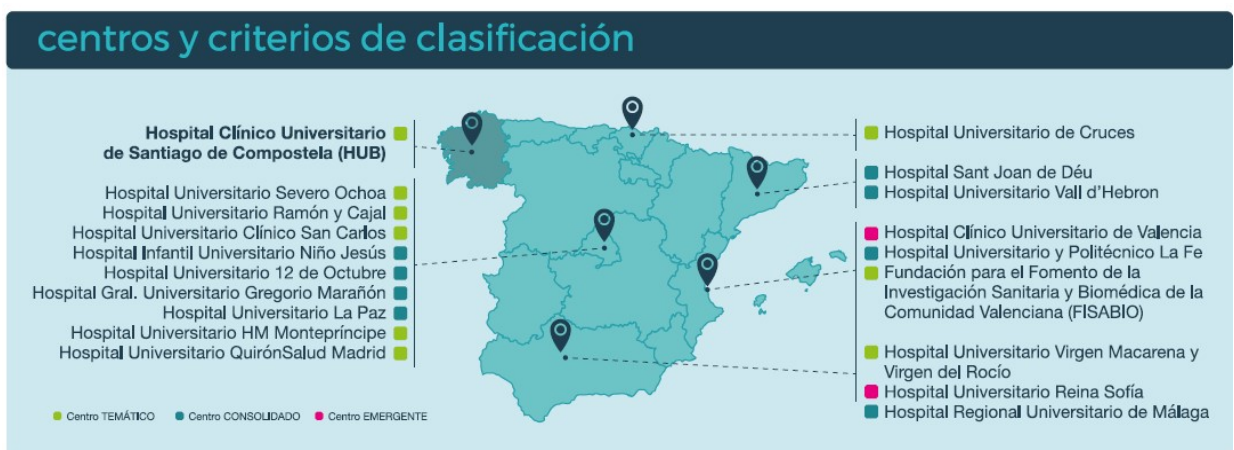 centros y criterios de clasificación
Hospital Clínico Universitario
de Santiago de Compostela (HUB)
Hospital Universitario Severo Ochoa
Hospital Universitario Ramón y Cajal
Hospital Universitario Clínico San Carlos
Hospital Infantil Universitario Niño Jesús
Hospital Universitario 12 de Octubre
Hospital Gral. Universitario Gregorio Marañón
Hospital Universitario La Paz
Hospital Universitario HM Montepríncipe
Hospital Universitario QuirónSalud Madrid
Centro TEMÁTICO
Centro CONSOLIDADO
Centro EMERGENTE
Hospital Universitario de Cruces
Hospital Sant Joan de Déu
Hospital Universitario Vall d'Hebron
Hospital Clínico Universitario de Valencia
Hospital Universitario y Politécnico La Fe
Fundación para el Fomento de la
Investigación Sanitaria y Biomédica de la
Comunidad Valenciana (FISABIO)
Hospital Universitario Virgen Macarena y
Virgen del Rocío
Hospital Universitario Reina Sofía
Hospital Regional Universitario de Málaga